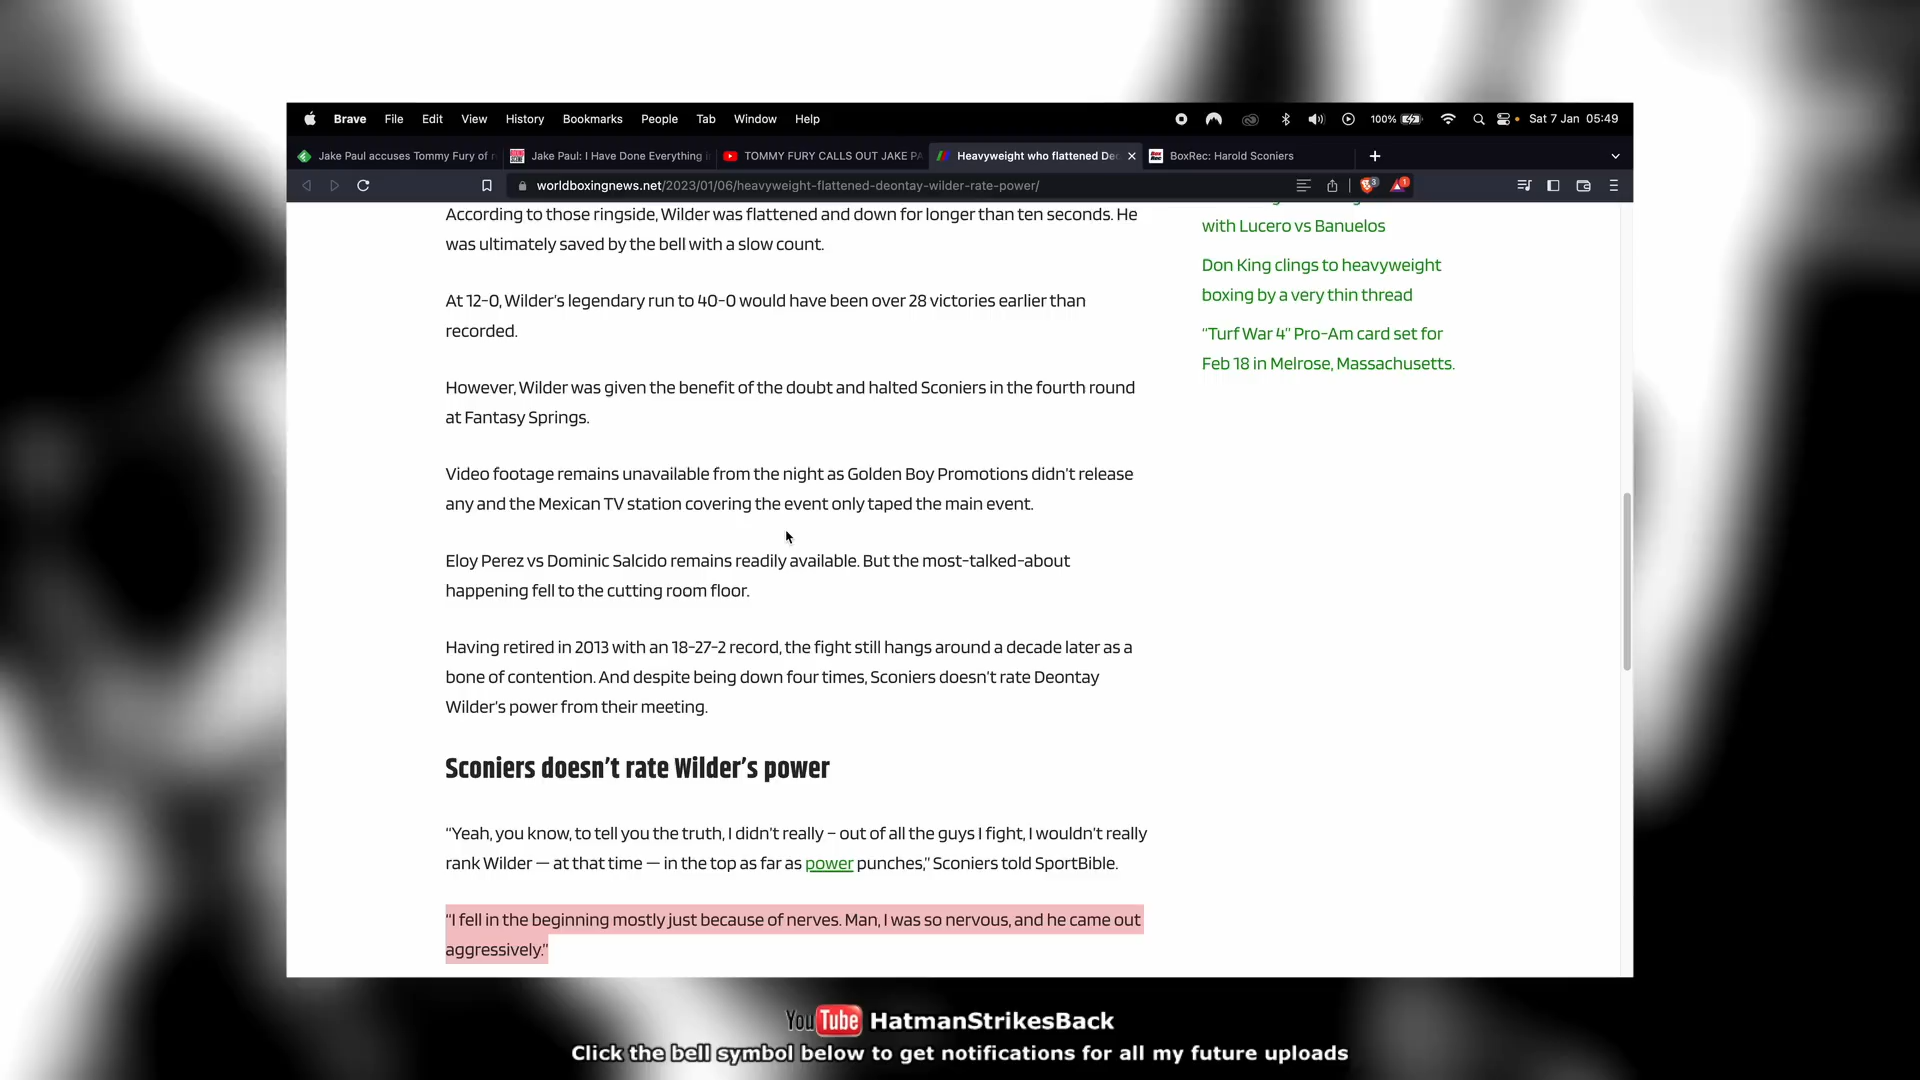 Brave File Edit View History Bookmarks People Tab Window Help 100% Sat 7 Jan 05:49
Jake Paul accuses Tommy Fury of r
Jake Paul: I Have Done Everything i
TOMMY FURY CALLS OUT JAKE PA
Heavyweight who flattened De
BoxRec: Harold Sconiers
worldboxingnews.net/2023/01/06/heavyweight-flattened-deontay-wilder-rate-power/
3
1
According to those ringside, Wilder was flattened and down for longer than ten seconds. He
was ultimately saved by the bell with a slow count.
At 12-0, Wilder's legendary run to 40-0 would have been over 28 victories earlier than
recorded.
However, Wilder was given the benefit of the doubt and halted Sconiers in the fourth round
at Fantasy Springs.
Video footage remains unavailable from the night as Golden Boy Promotions didn't release
any and the Mexican TV station covering the event only taped the main event.
Eloy Perez vs Dominic Salcido remains readily available. But the most-talked-about
happening fell to the cutting room floor.
Having retired in 2013 with an 18-27-2 record, the fight still hangs around a decade later as a
bone of contention. And despite being down four times, Sconiers doesn't rate Deontay
Wilder's power from their meeting.
Sconiers doesn't rate Wilder's power
"Yeah, you know, to tell you the truth, I didn't really – out of all the guys I fight, I wouldn't really
rank Wilder — at that time — in the top as far as power punches," Sconiers told SportBible.
"I fell in the beginning mostly just because of nerves. Man, I was so nervous, and he came out
aggressively."
with Lucero vs Banuelos
Don King clings to heavyweight
boxing by a very thin thread
"Turf War 4" Pro-Am card set for
Feb 18 in Melrose, Massachusetts.
YouTube HatmanStrikesBack
Click the bell symbol below to get notifications for all my future uploads